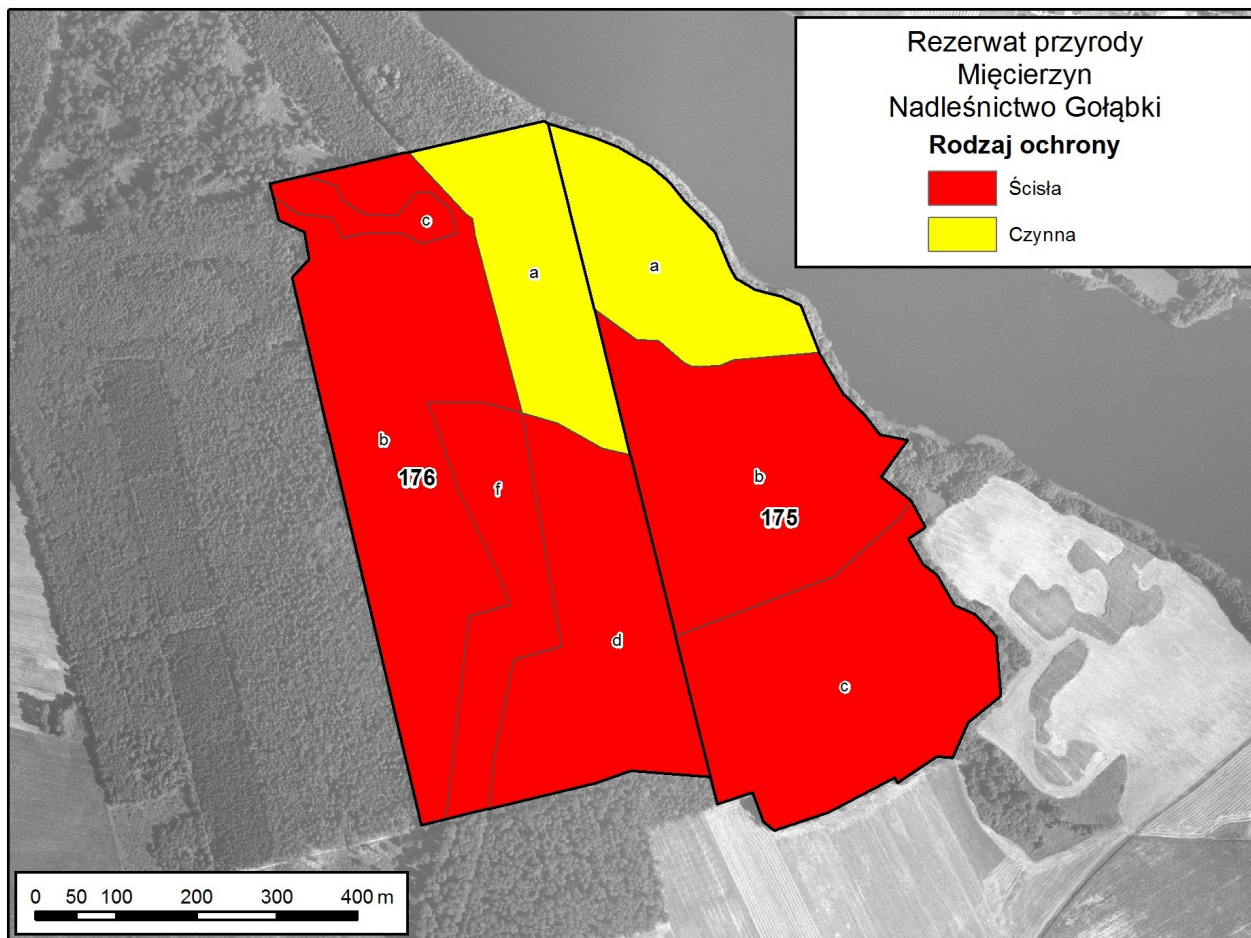 Rezerwat przyrody
Mięcierzyn
Nadleśnictwo Gołąbki
Rodzaj ochrony
Ścisła
Czynna
c
a
a
b
176
f
b
175
d
c
0 50 100 200 300 400 m